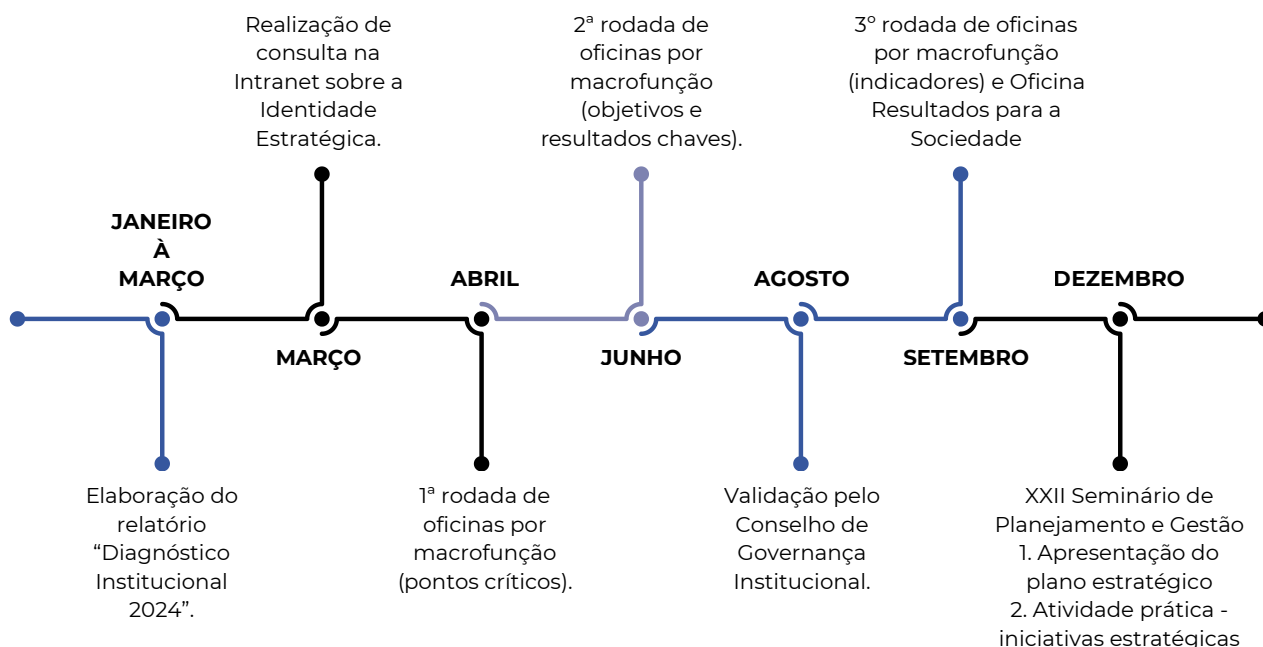 Realização de
consulta na
Intranet sobre a
Identidade
Estratégica.
2ª rodada de
oficinas por
macrofunção
(objetivos e
resultados chaves).
3º rodada de oficinas
por macrofunção
(indicadores) e Oficina
Resultados para a
Sociedade
JANEIRO
À
MARÇO
ABRIL
AGOSTO
DEZEMBRO
MARÇO
JUNHO
SETEMBRO
Elaboração do
relatório
“Diagnóstico
Institucional
2024”.
1ª rodada de
oficinas por
macrofunção
(pontos críticos).
Validação pelo
Conselho de
Governança
Institucional.
XXII Seminário de
Planejamento e Gestão
1. Apresentação do
plano estratégico
2. Atividade prática -
iniciativas estratégicas